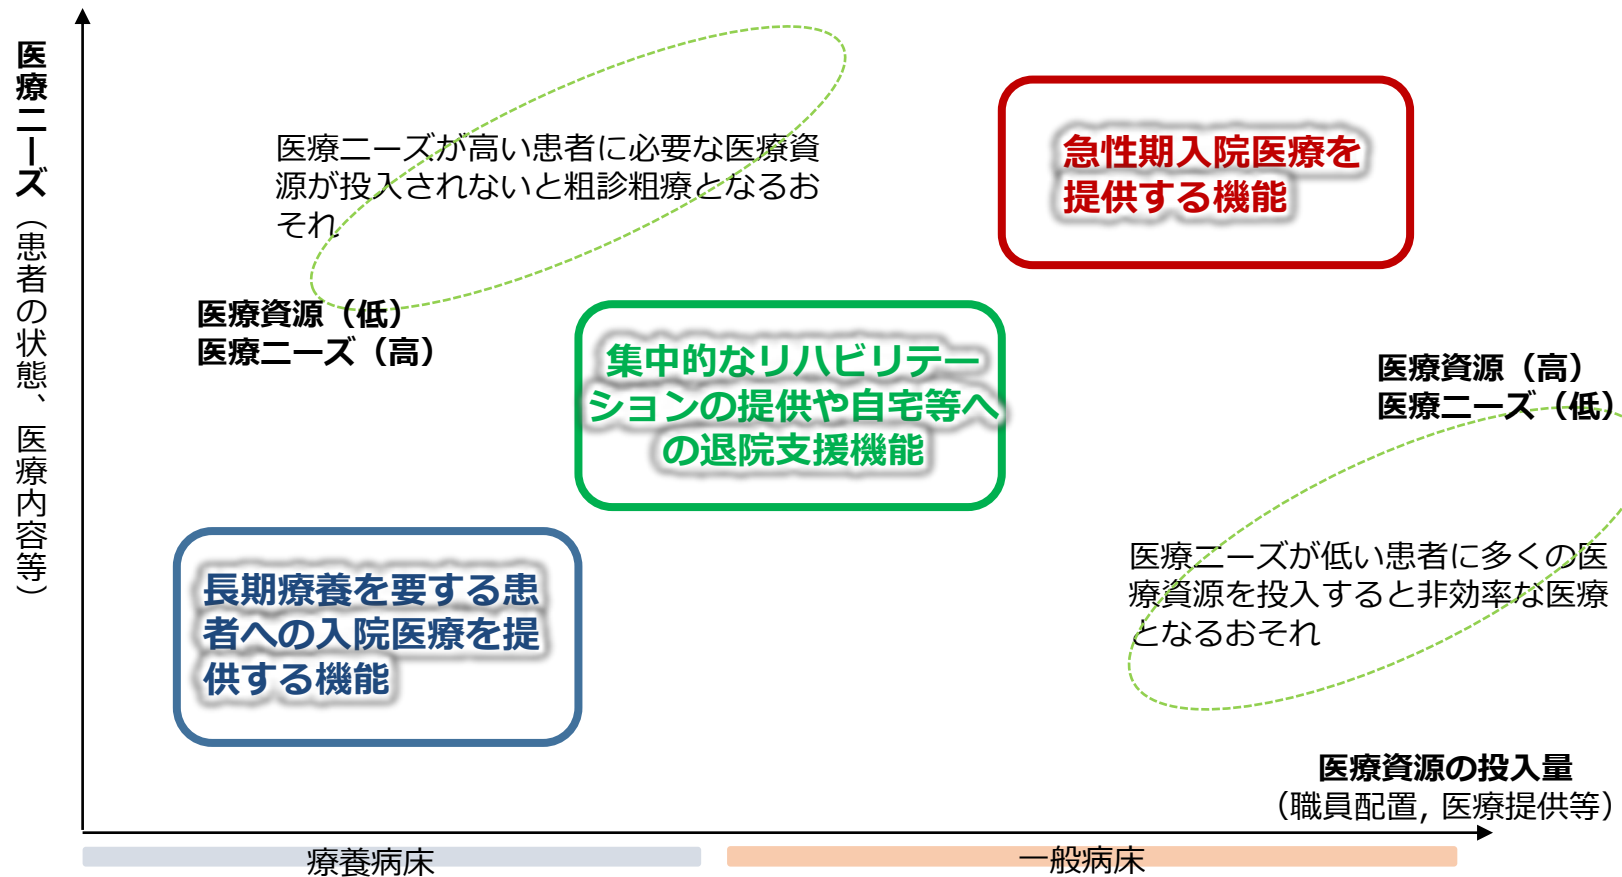 医療ニーズ（患者の状態、医療内容等）
医療ニーズが高い患者に必要な医療資
源が投入されないと粗診粗療となるお
それ
急性期入院医療を
提供する機能
医療資源（低）
医療ニーズ（高）
集中的なリハビリテー
ションの提供や自宅等へ
の退院支援機能
医療資源（高）
医療ニーズ（低）
長期療養を要する患
者への入院医療を提
供する機能
医療ニーズが低い患者に多くの医
療資源を投入すると非効率な医療
となるおそれ
医療資源の投入量
（職員配置, 医療提供等）
療養病床
一般病床